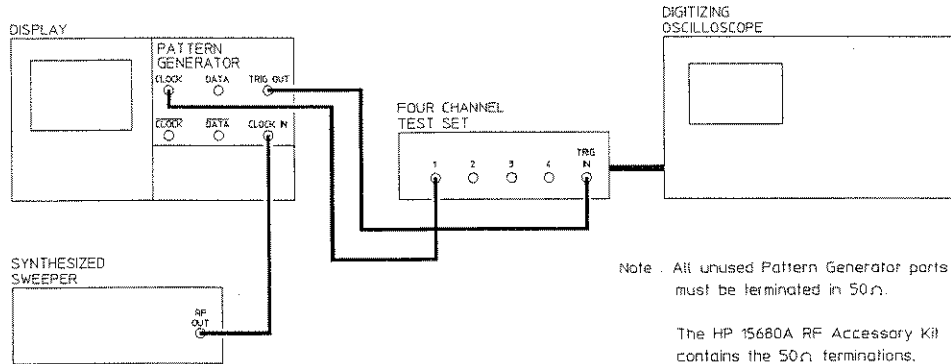 DISPLAY
PATTERN
GENERATOR
CLOCK DATA TRIG OUT
CLOCK DATA CLOCK IN
SYNTHESIZED
SWEEPER
RF
OUT
FOUR CHANNEL
TEST SET
1 2 3 4 TRIG
IN
DIGITIZING
OSCILLOSCOPE
Note : All unused Pattern Generator ports
must be terminated in 50Ω.
The HP 15680A RF Accessory Kit
contains the 50Ω terminations.